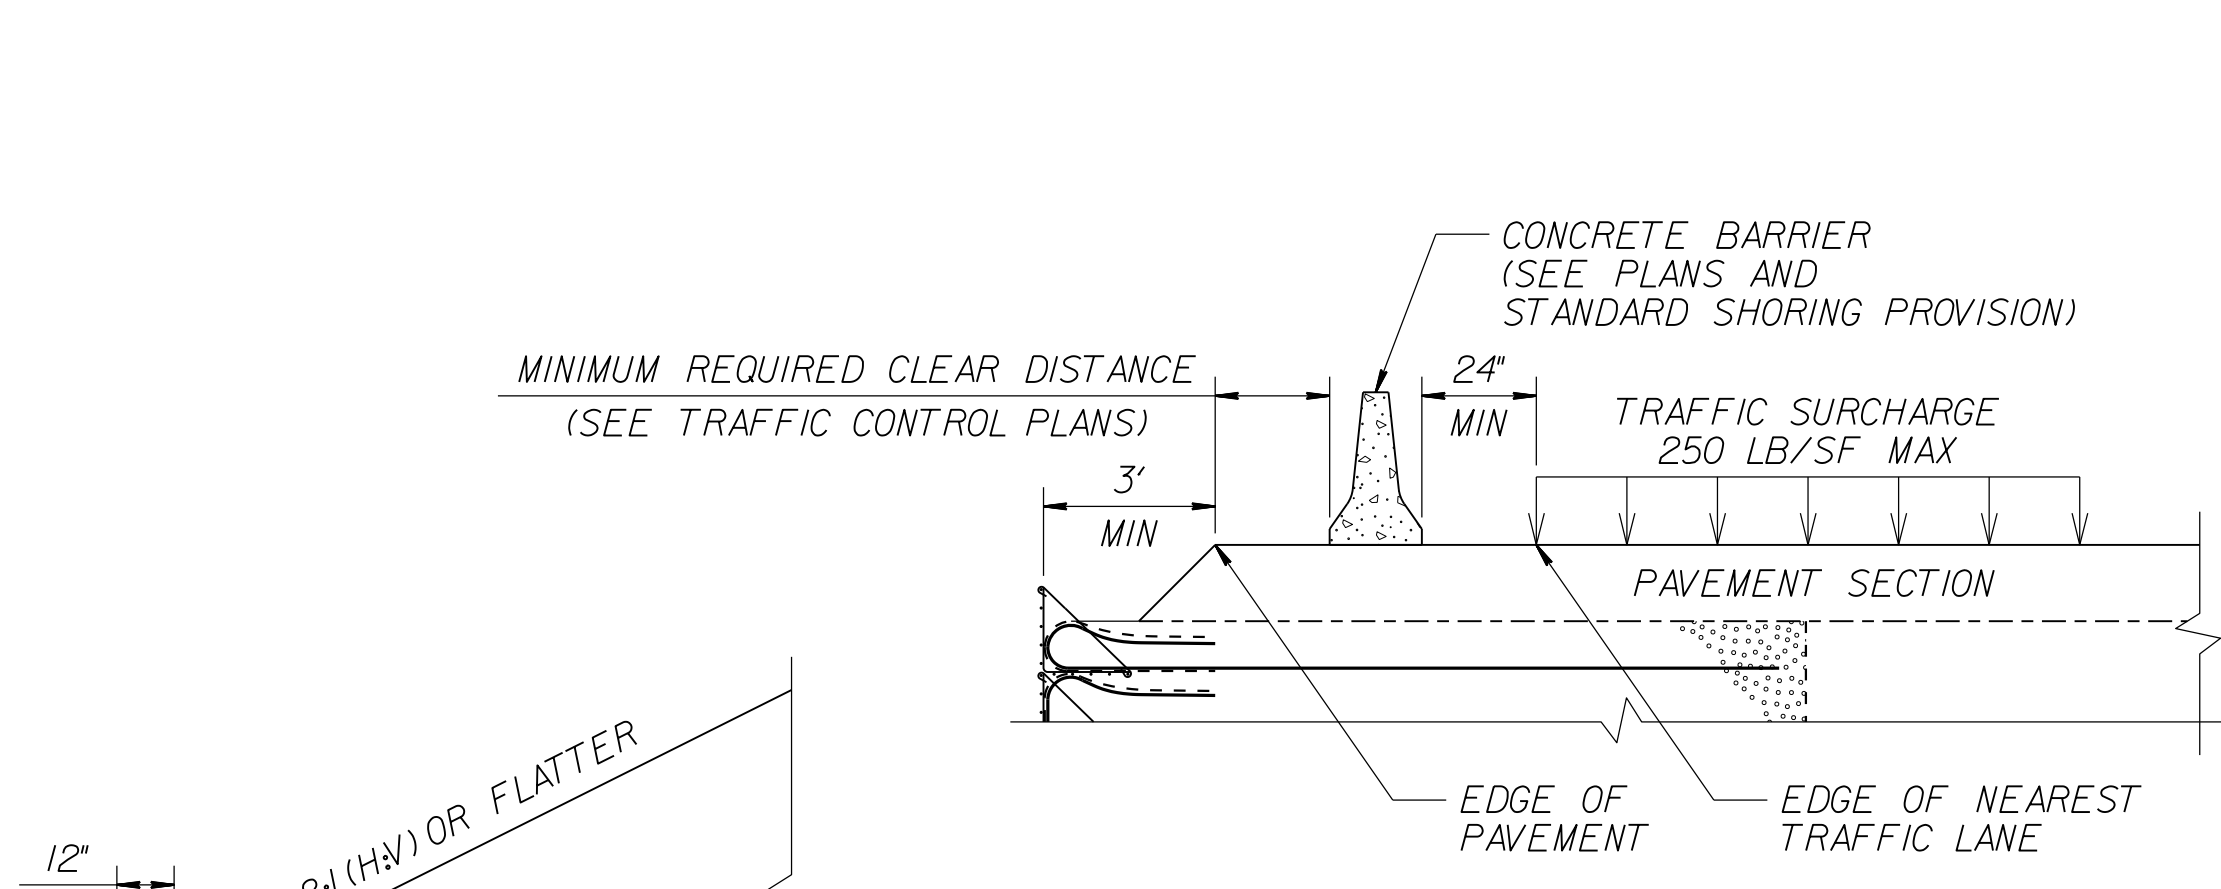 CONCRETE BARRIER
(SEE PLANS AND
STANDARD SHORING PROVISION)
MINIMUM REQUIRED CLEAR DISTANCE
(SEE TRAFFIC CONTROL PLANS)
24"
MIN
TRAFFIC SURCHARGE
250 LB/SF MAX
3'
MIN
PAVEMENT SECTION
EDGE OF
PAVEMENT
EDGE OF NEAREST
TRAFFIC LANE
2:1 (H:V) OR FLATTER
12"